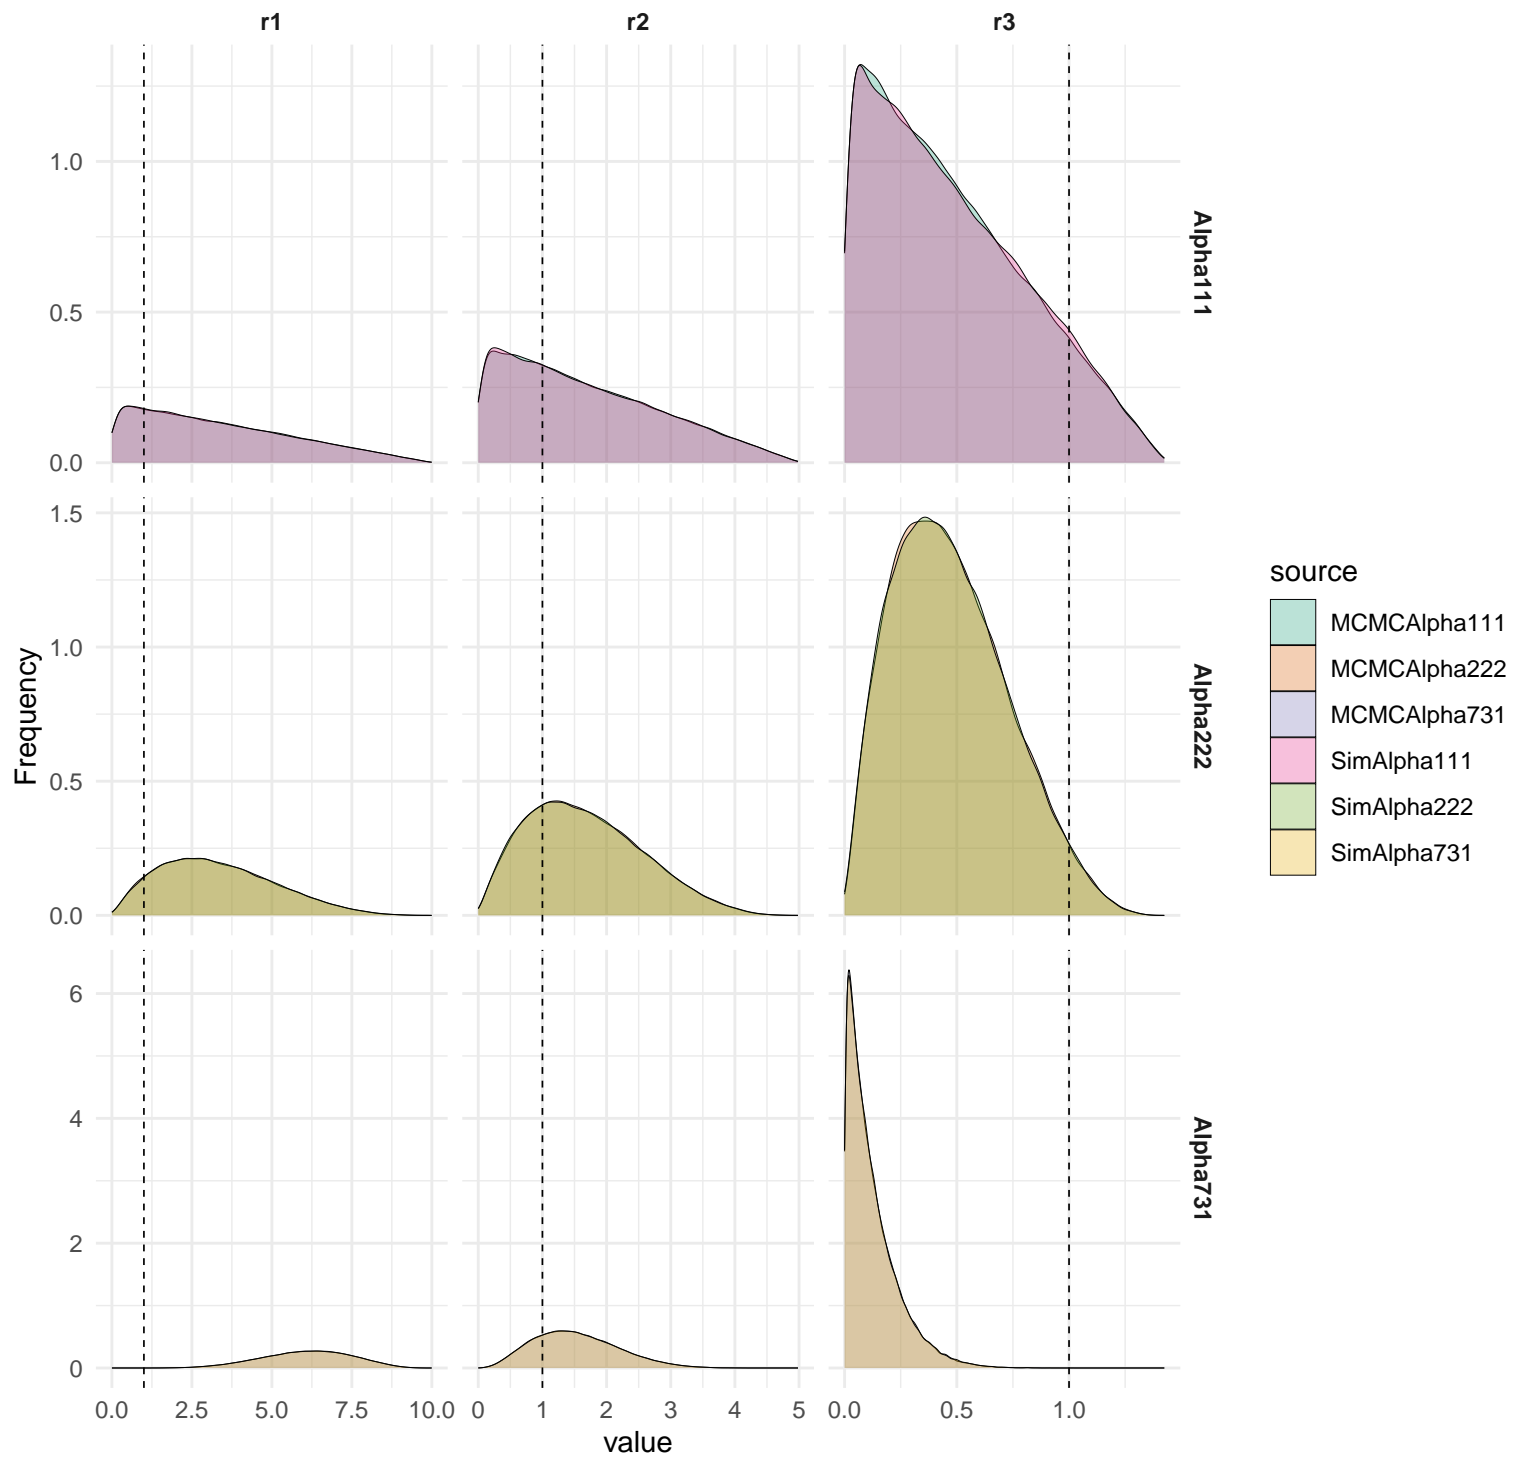 r1 r2 r3
1.0
0.5
0.0
Alpha111
1.5
1.0
0.5
0.0
Alpha222
6
4
2
0
Alpha731
Frequency
0.0 2.5 5.0 7.5 10.0 0 1 2 3 4 5 0.0 0.5 1.0
value
source
MCMCAlpha111
MCMCAlpha222
MCMCAlpha731
SimAlpha111
SimAlpha222
SimAlpha731